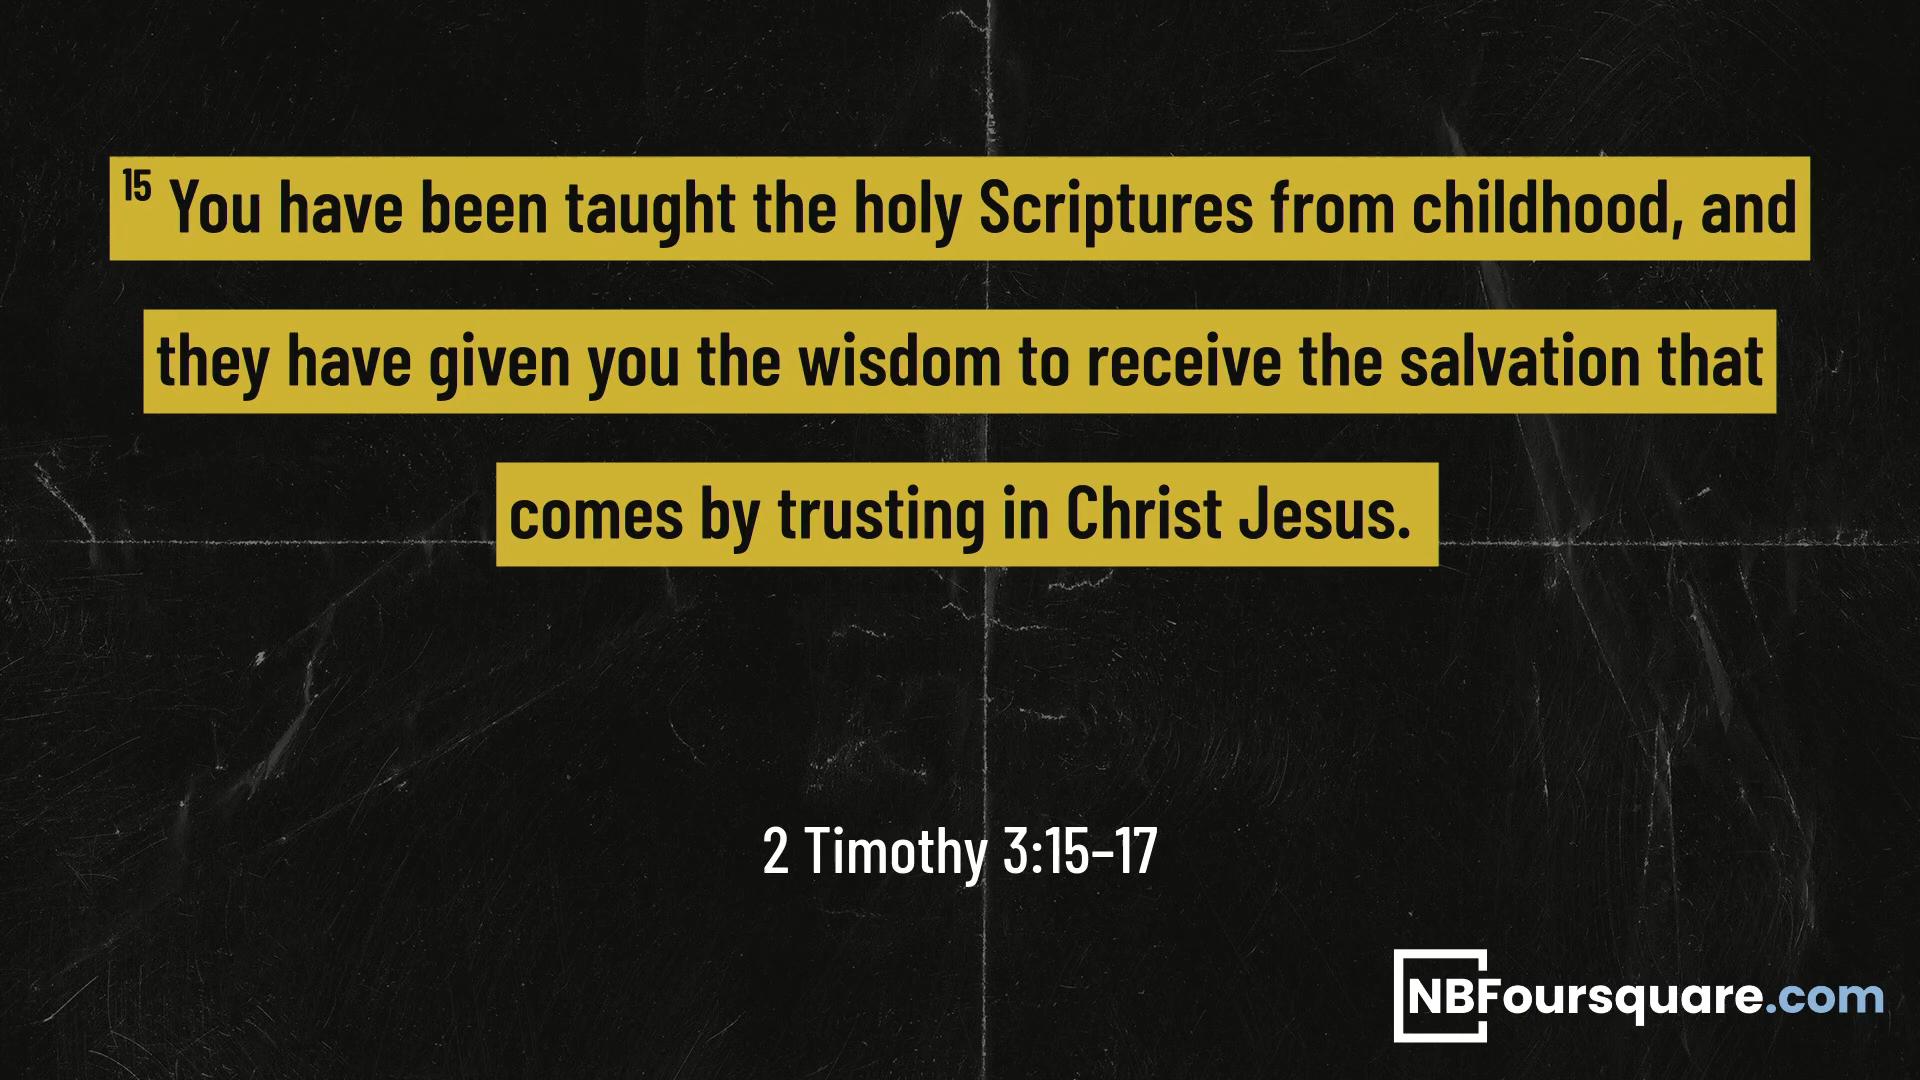 15 You have been taught the holy Scriptures from childhood, and
they have given you the wisdom to receive the salvation that
comes by trusting in Christ Jesus.
2 Timothy 3:15–17
NBFoursquare.com